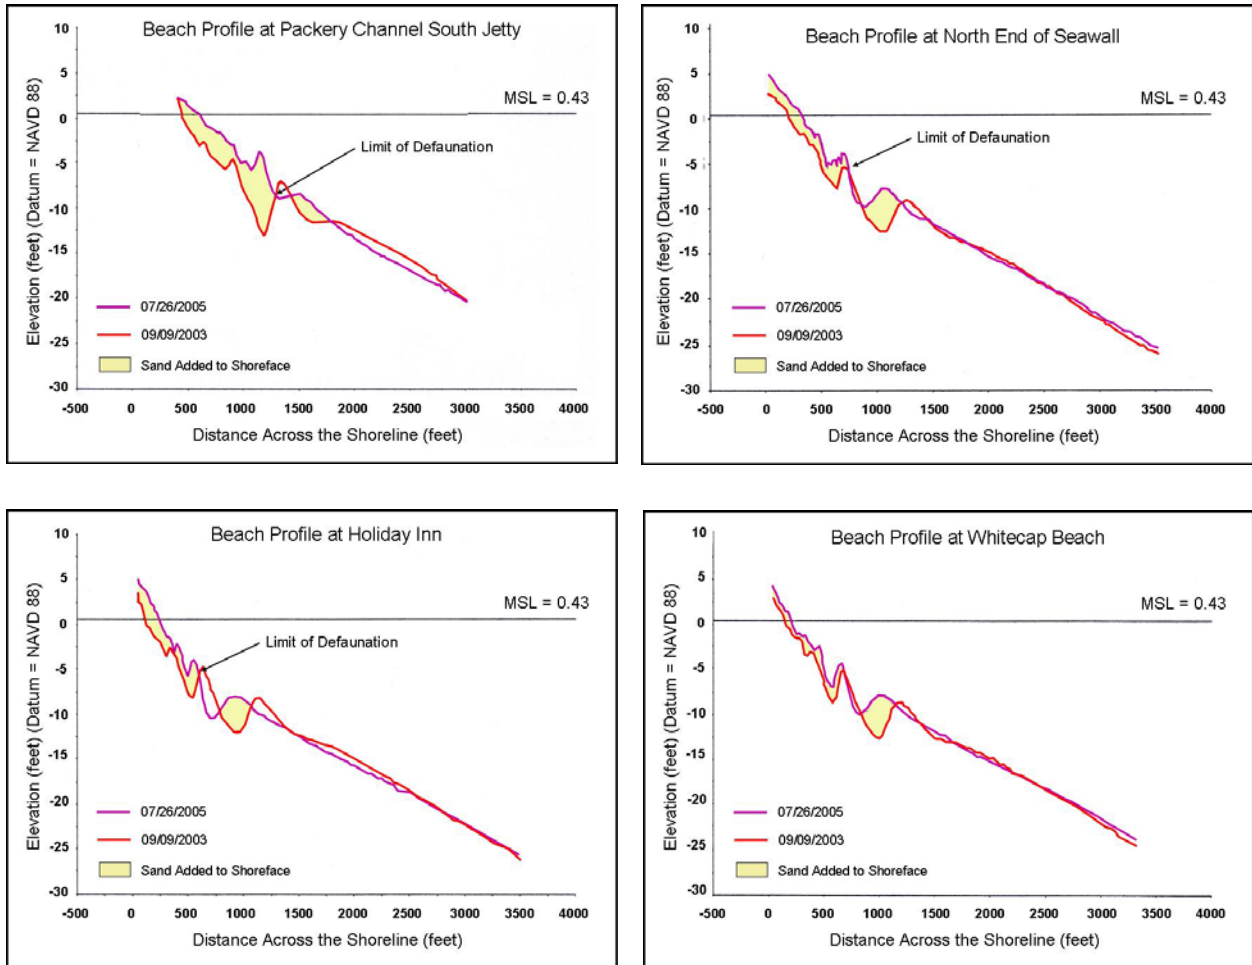 Beach Profile at Packery Channel South Jetty
Elevation (feet) (Datum = NAVD 88)
10
5
0
-5
-10
-15
-20
-25
-30
MSL = 0.43
Limit of Defaunation
07/26/2005
09/09/2003
Sand Added to Shoreface
-500 0 500 1000 1500 2000 2500 3000 3500 4000
Distance Across the Shoreline (feet)
Beach Profile at North End of Seawall
Elevation (feet) (Datum = NAVD 88)
10
5
0
-5
-10
-15
-20
-25
-30
MSL = 0.43
Limit of Defaunation
07/26/2005
09/09/2003
Sand Added to Shoreface
-500 0 500 1000 1500 2000 2500 3000 3500 4000
Distance Across the Shoreline (feet)
Beach Profile at Holiday Inn
Elevation (feet) (Datum = NAVD 88)
10
5
0
-5
-10
-15
-20
-25
-30
MSL = 0.43
Limit of Defaunation
07/26/2005
09/09/2003
Sand Added to Shoreface
-500 0 500 1000 1500 2000 2500 3000 3500 4000
Distance Across the Shoreline (feet)
Beach Profile at Whitecap Beach
Elevation (feet) (Datum = NAVD 88)
10
5
0
-5
-10
-15
-20
-25
-30
MSL = 0.43
07/26/2005
09/09/2003
Sand Added to Shoreface
-500 0 500 1000 1500 2000 2500 3000 3500 4000
Distance Across the Shoreline (feet)